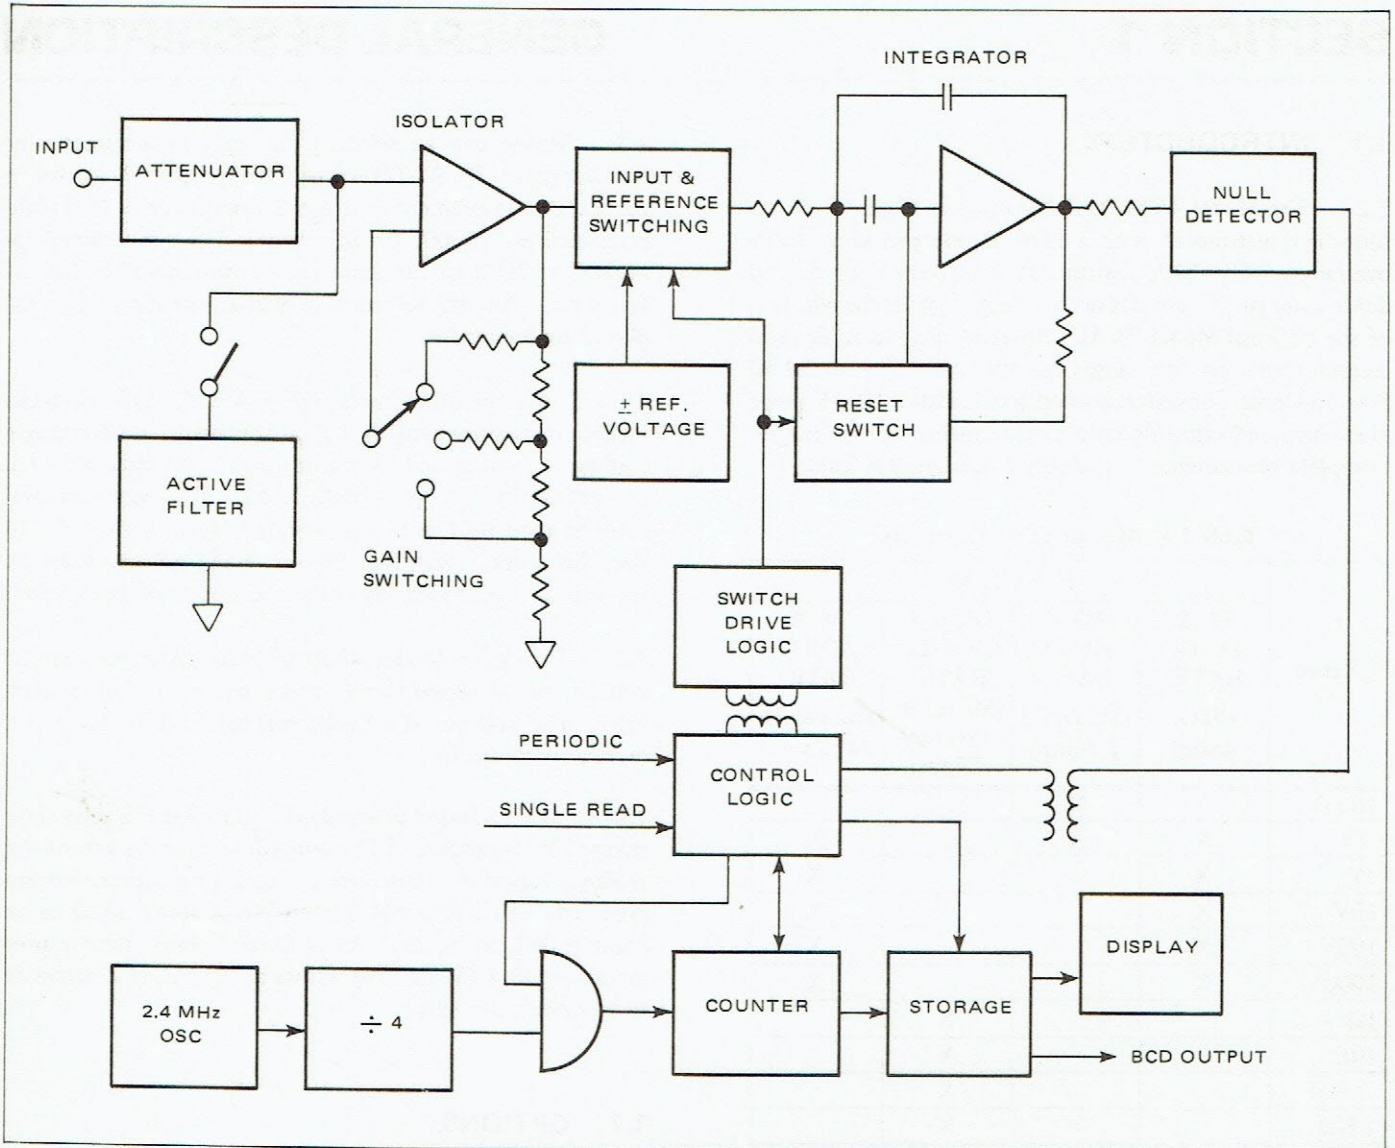 INTEGRATOR
ISOLATOR
INPUT
ATTENUATOR
INPUT &
REFERENCE
SWITCHING
NULL
DETECTOR
± REF.
VOLTAGE
RESET
SWITCH
ACTIVE
FILTER
GAIN
SWITCHING
SWITCH
DRIVE
LOGIC
PERIODIC
SINGLE READ
CONTROL
LOGIC
DISPLAY
2.4 MHz
OSC
÷ 4
COUNTER
STORAGE
BCD OUTPUT